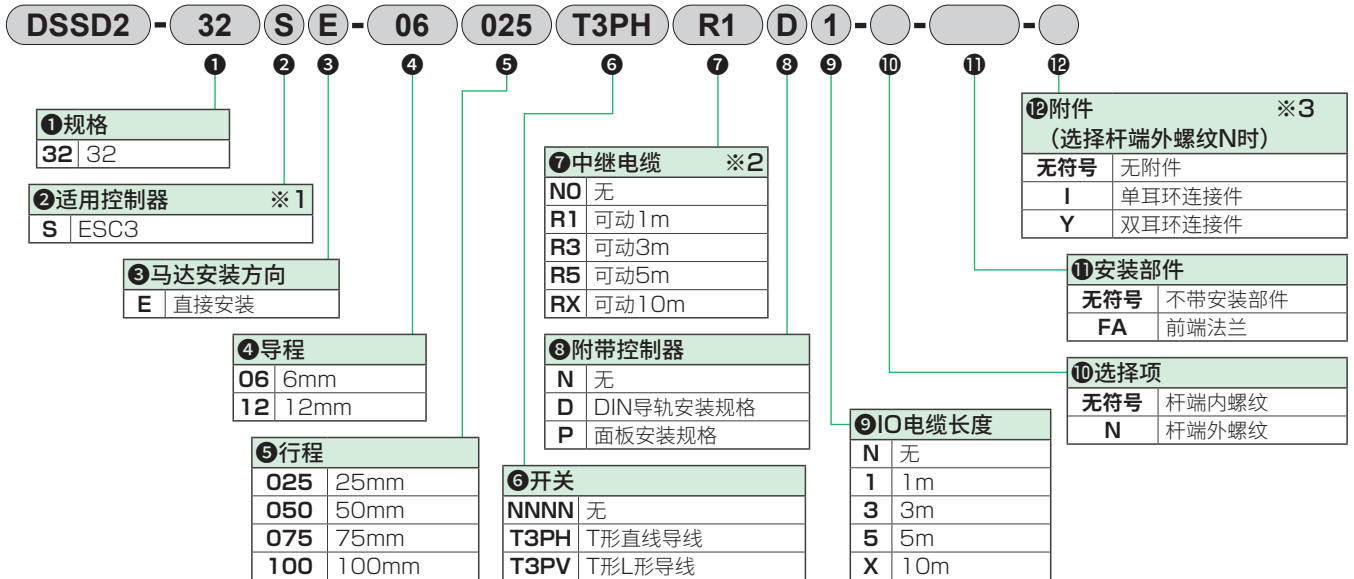 DSSD2 - 32 S E - 06 025 T3PH R1 D 1 - - -
❶ ❷ ❸ ❹ ❺ ❻ ❼ ❽ ❾ ❿ ⓫ ⓬
❶规格
32 32
❷适用控制器 ※1
S ESC3
❸马达安装方向
E 直接安装
❹导程
06 6mm
12 12mm
❺行程
025 25mm
050 50mm
075 75mm
100 100mm
❻开关
NNNN 无
T3PH T形直线导线
T3PV T形L形导线
❼中继电缆 ※2
N0 无
R1 可动1m
R3 可动3m
R5 可动5m
RX 可动10m
❽附带控制器
N 无
D DIN导轨安装规格
P 面板安装规格
❾IO电缆长度
N 无
1 1m
3 3m
5 5m
X 10m
❿选择项
无符号 杆端内螺纹
N 杆端外螺纹
⓫安装部件
无符号 不带安装部件
FA 前端法兰
⓬附件 ※3
（选择杆端外螺纹N时）
无符号 无附件
I 单耳环连接件
Y 双耳环连接件